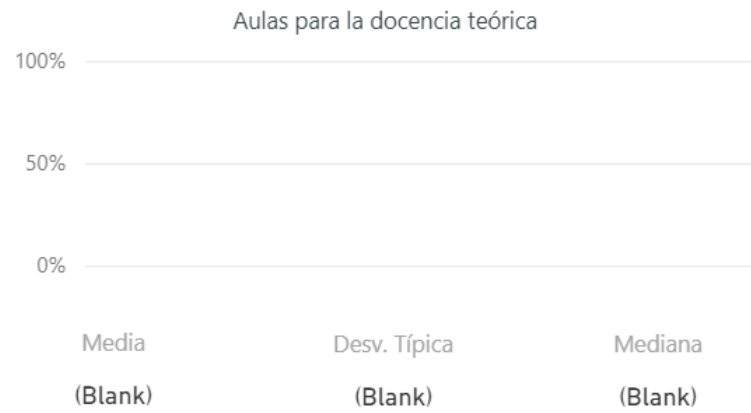 Aulas para la docencia teórica
100%
50%
0%
Media Desv. Típica Mediana
(Blank) (Blank) (Blank)